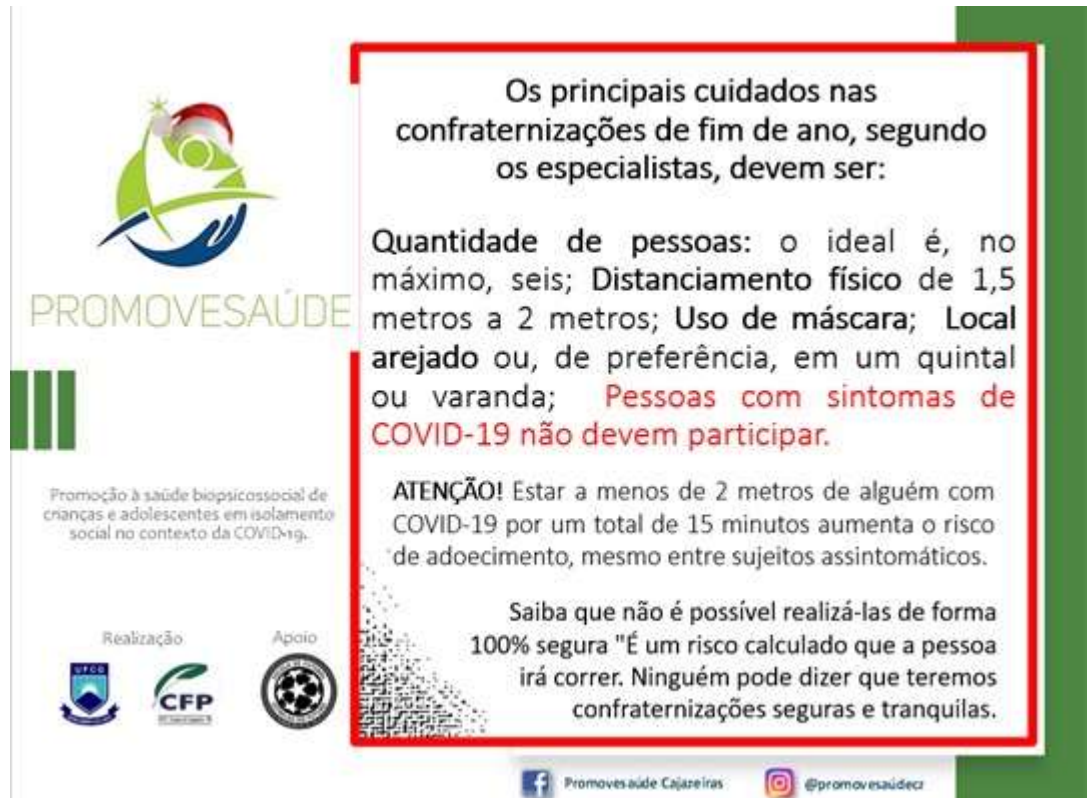 Os principais cuidados nas
confraternizações de fim de ano, segundo
os especialistas, devem ser:
Quantidade de pessoas: o ideal é, no
máximo, seis; Distanciamento físico de 1,5
metros a 2 metros; Uso de máscara; Local
arejado ou, de preferência, em um quintal
ou varanda; Pessoas com sintomas de
COVID-19 não devem participar.
ATENÇÃO! Estar a menos de 2 metros de alguém com
COVID-19 por um total de 15 minutos aumenta o risco
de adoecimento, mesmo entre sujeitos assintomáticos.
Saiba que não é possível realizá-las de forma
100% segura "É um risco calculado que a pessoa
irá correr. Ninguém pode dizer que teremos
confraternizações seguras e tranquilas.
PROMOVESAÚDE
Promoção à saúde biopsicossocial de
crianças e adolescentes em isolamento
social no contexto da COVID-19.
Realização
Apoio
UFCG
CFP
Promovesaúde Cajazeiras
@promovesaúdecz